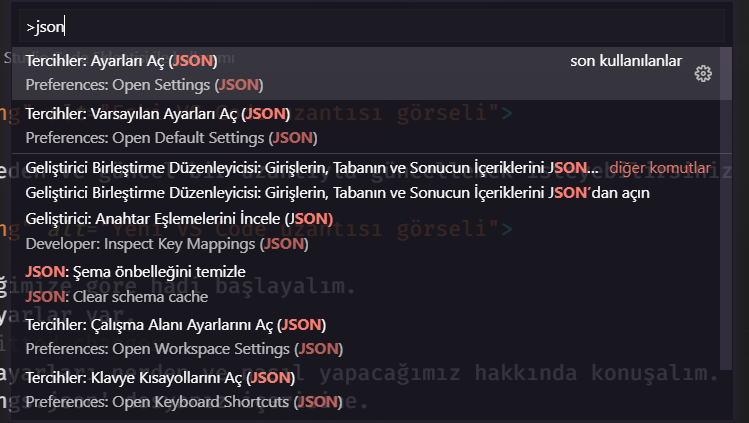 >json
Tercihler: Ayarları Aç (JSON)
son kullanılanlar
Preferences: Open Settings (JSON)
Tercihler: Varsayılan Ayarları Aç (JSON)
Preferences: Open Default Settings (JSON)
Geliştirici Birleştirme Düzenleyicisi: Girişlerin, Tabanın ve Sonucun İçeriklerini JSON...
diğer komutlar
Geliştirici Birleştirme Düzenleyicisi: Girişlerin, Tabanın ve Sonucun İçeriklerini JSON´dan açın
Geliştirici: Anahtar Eşlemelerini İncele (JSON)
Developer: Inspect Key Mappings (JSON)
JSON: Şema önbelleğini temizle
JSON: Clear schema cache
Tercihler: Çalışma Alanı Ayarlarını Aç (JSON)
Preferences: Open Workspace Settings (JSON)
Tercihler: Klavye Kısayollarını Aç (JSON)
Preferences: Open Keyboard Shortcuts (JSON)